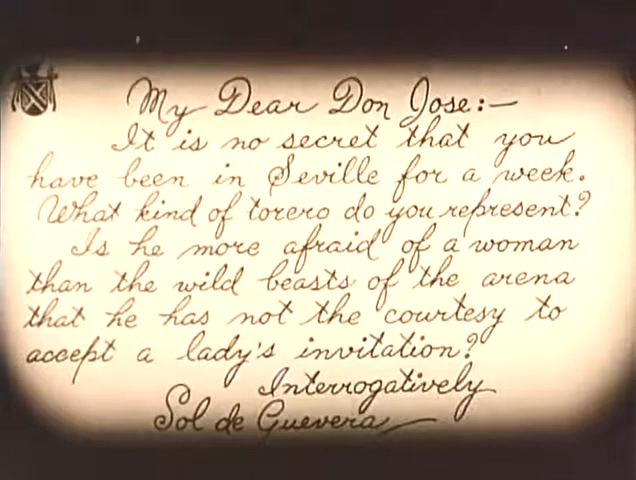 My Dear Don Jose:—
It is no secret that you
have been in Seville for a week.
What kind of torero do you represent?
Is he more afraid of a woman
than the wild beasts of the arena
that he has not the courtesy to
accept a lady's invitation?
Interrogatively
Sol de Guevera